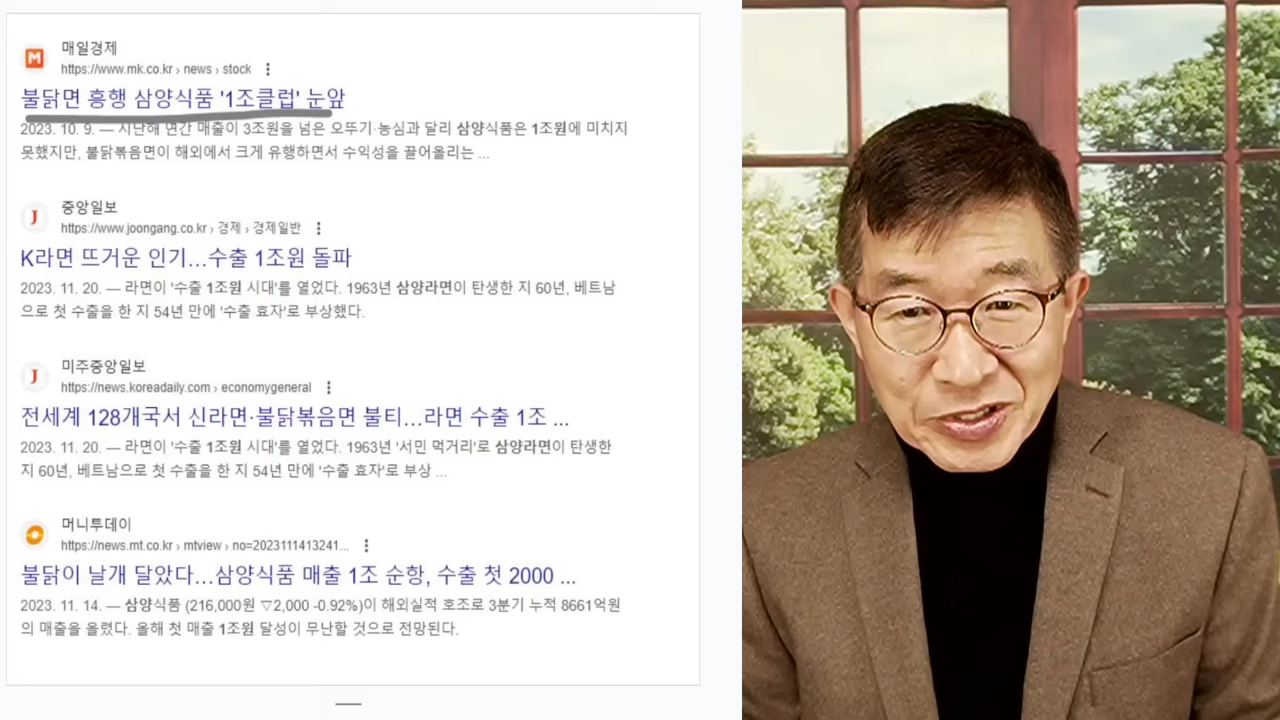 매일경제
https://www.mk.co.kr › news › stock
불닭면 흥행 삼양식품 '1조클럽' 눈앞
2023. 10. 9. — 지난해 연간 매출이 3조원을 넘은 오뚜기·농심과 달리 삼양식품은 1조원에 미치지
못했지만, 불닭볶음면이 해외에서 크게 유행하면서 수익성을 끌어올리는 ...
중앙일보
https://www.joongang.co.kr › 경제 › 경제일반
K라면 뜨거운 인기…수출 1조원 돌파
2023. 11. 20. — 라면이 '수출 1조원 시대'를 열었다. 1963년 삼양라면이 탄생한 지 60년, 베트남
으로 첫 수출을 한 지 54년 만에 '수출 효자'로 부상했다.
미주중앙일보
https://news.koreadaily.com › economygeneral
전세계 128개국서 신라면·불닭볶음면 불티…라면 수출 1조 ...
2023. 11. 20. — 라면이 '수출 1조원 시대'를 열었다. 1963년 '서민 먹거리'로 삼양라면이 탄생한
지 60년, 베트남으로 첫 수출을 한 지 54년 만에 '수출 효자'로 부상 ...
머니투데이
https://news.mt.co.kr › mtview › no=2023111413241...
불닭이 날개 달았다…삼양식품 매출 1조 순항, 수출 첫 2000 ...
2023. 11. 14. — 삼양식품 (216,000원 ▽2,000 -0.92%)이 해외실적 호조로 3분기 누적 8661억원
의 매출을 올렸다. 올해 첫 매출 1조원 달성이 무난할 것으로 전망된다.